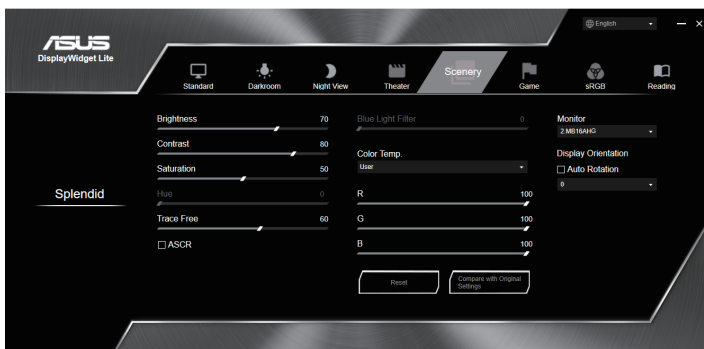 English
ASUS
DisplayWidget Lite
Standard
Darkroom
Night View
Theater
Scenery
Game
sRGB
Reading
Splendid
Brightness 70
Contrast 80
Saturation 50
Hue 0
Trace Free 60
ASCR
Blue Light Filter 0
Color Temp.
User
R 100
G 100
B 100
Reset
Compare with Original
Settings
Monitor
2.MB16AHG
Display Orientation
Auto Rotation
0